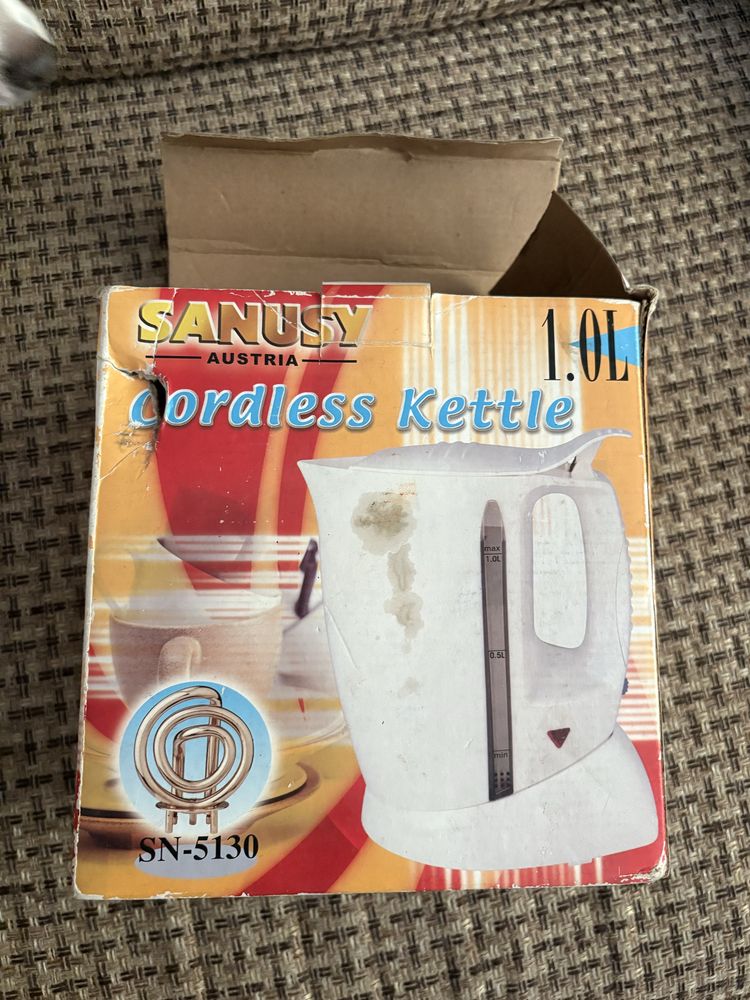 SANUSY
AUSTRIA
1.0L
Cordless Kettle
max
1.0L
0.5L
min
SN-5130